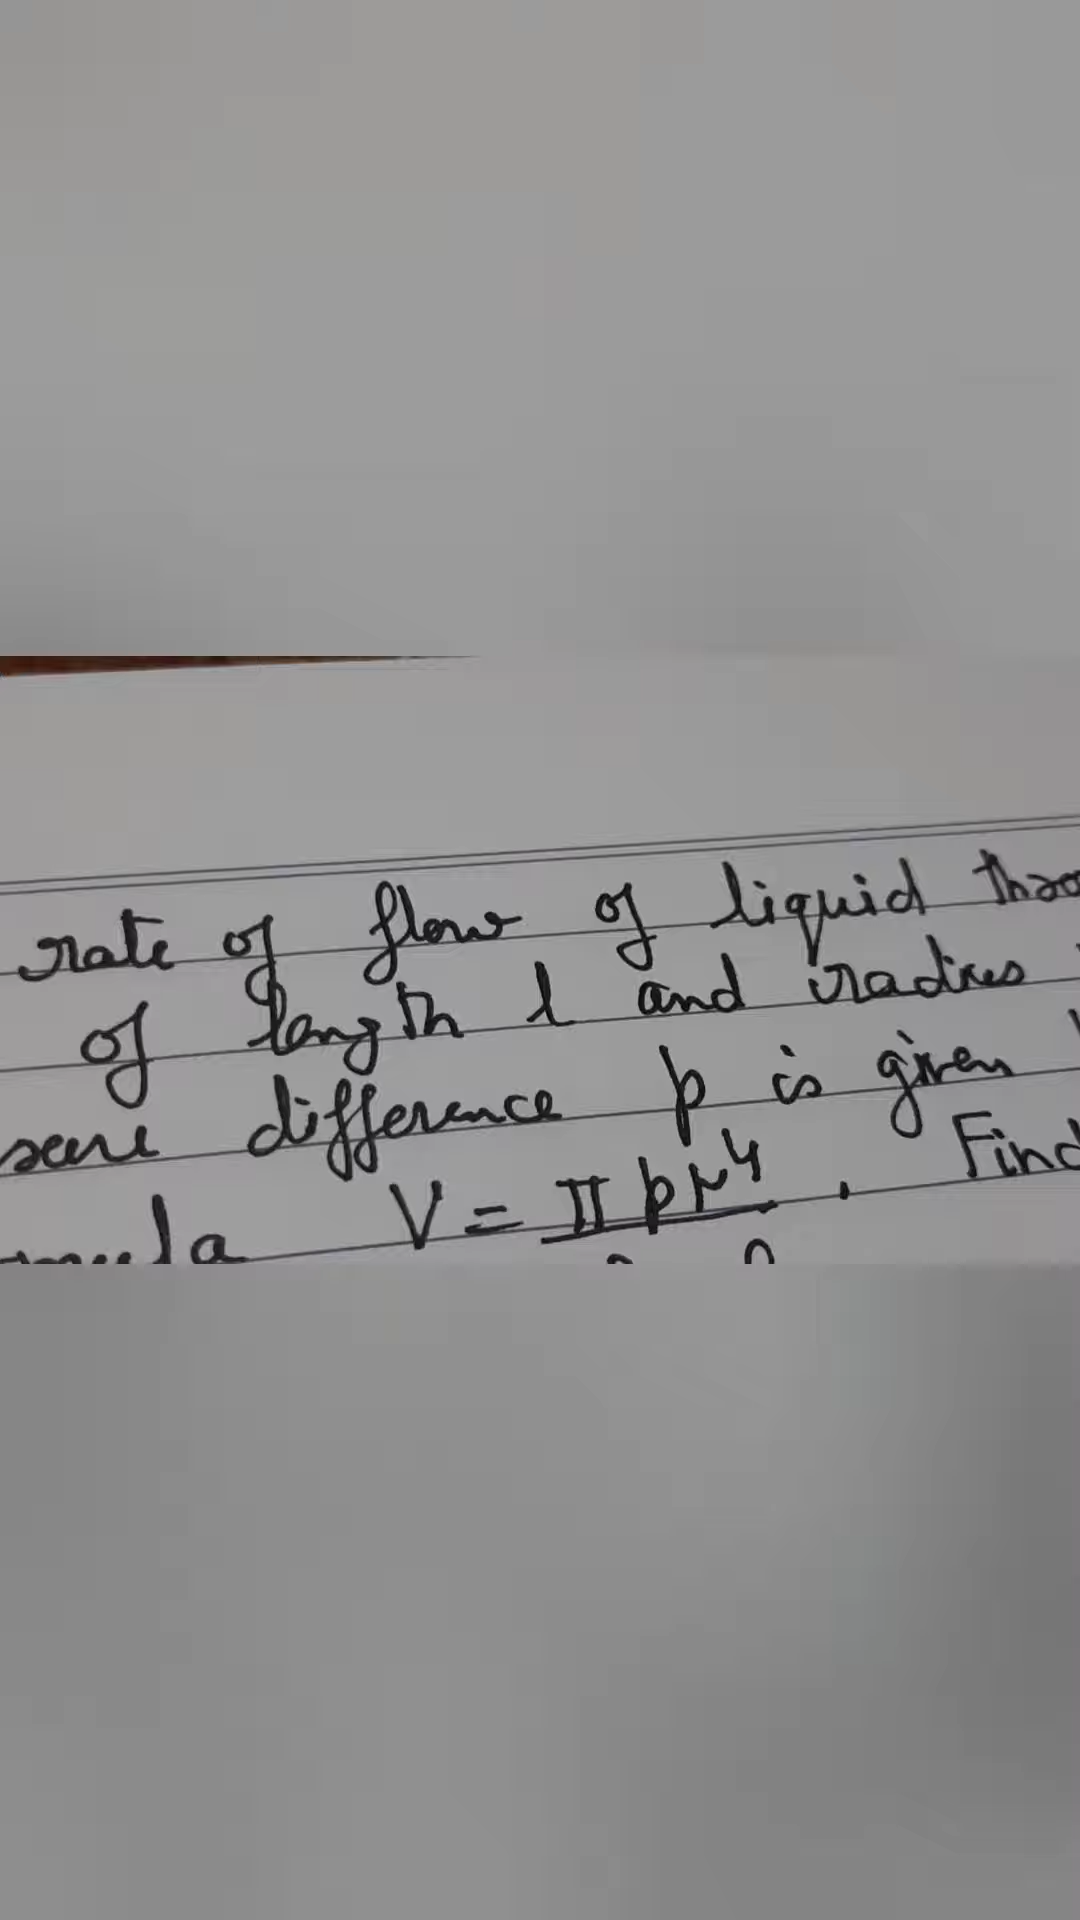 rate of flow of liquid
of length l and radius
difference p is given
V = πpr⁴ . Find